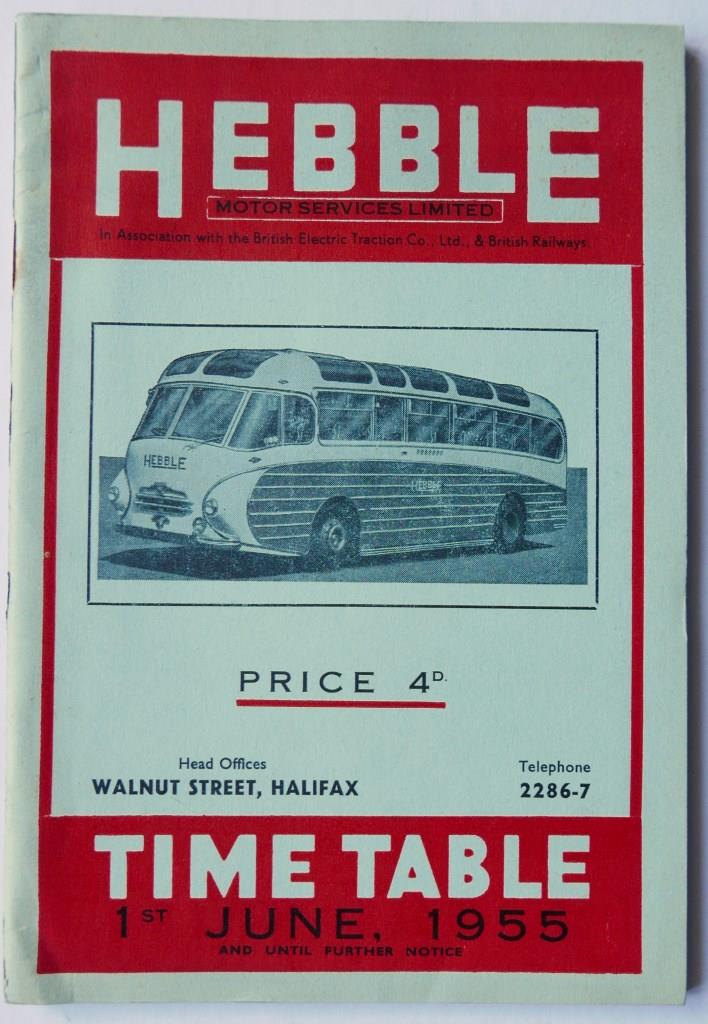 HEBBLE
MOTOR SERVICES LIMITED
In Association with the British Electric Traction Co., Ltd., & British Railways.
HEBBLE
HEBBLE
PRICE 4D.
Head Offices
WALNUT STREET, HALIFAX
Telephone
2286-7
TIME TABLE
1ST JUNE, 1955
AND UNTIL FURTHER NOTICE